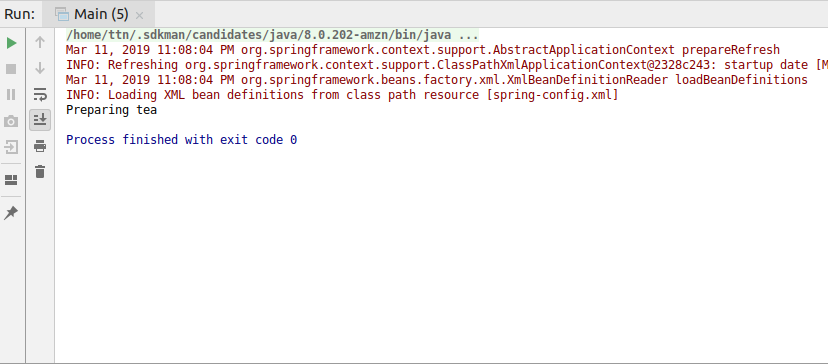 Run: Main (5)
/home/ttn/.sdkman/candidates/java/8.0.202-amzn/bin/java ...
Mar 11, 2019 11:08:04 PM org.springframework.context.support.AbstractApplicationContext prepareRefresh
INFO: Refreshing org.springframework.context.support.ClassPathXmlApplicationContext@2328c243: startup date [M
Mar 11, 2019 11:08:04 PM org.springframework.beans.factory.xml.XmlBeanDefinitionReader loadBeanDefinitions
INFO: Loading XML bean definitions from class path resource [spring-config.xml]
Preparing tea
Process finished with exit code 0